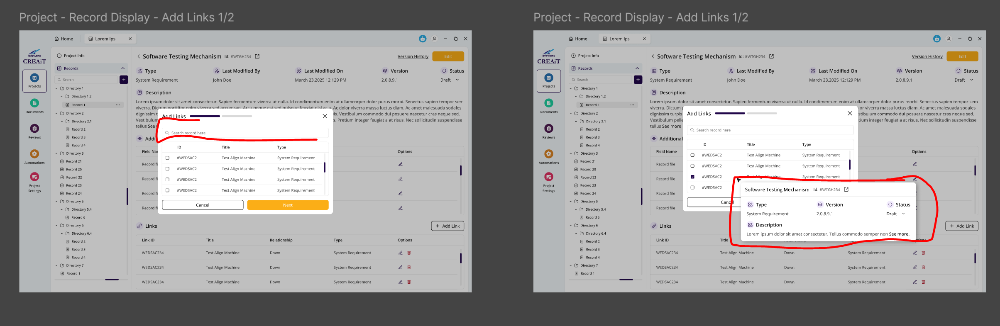 Project - Record Display - Add Links 1/2
Home
Lorem Ips
SYSTAERO
CREAiT
Projects
Documents
Reviews
Automations
Project
Settings
Project Info
Records
Search
Directory 1
Directory 1.2
Record 1
Directory 2
Directory 2.1
Record 2
Record 3
Record 4
Directory 3
Record 21
Record 20
Record 22
Record 23
Record 24
Directory 5
Directory 5.4
Record 6
Directory 6
Directory 6.4
Record 2
Record 3
Record 4
Directory 7
Record 1
Software Testing Mechanism Id: #WTGH234
Version History
Edit
Type Last Modified By Last Modified On Version Status
System Requirement John Doe March 23,2025 12:129 PM 2.0.8.9.1 Draft
Description
Lorem ipsum dolor sit amet consectetur. Sapien fermentum viverra ut nulla. Id condimentum enim at ullamcorper dolor purus morbi. Senectus sapien tempor sem
viverra. Dictum porttitor enim viverra sed accumsan. Arcu neque est sed quisque feugiat nisl ac a. Ac dolor viverra massa luctus diam. Ac amet malesuada sodales
dignissim t sis. Vestibulum commodo dui posuere nascetur cras neque sed.
Vestibulum s. Pretium integer feugiat a at risus. Nec sollicitudin suspendisse
tellus See
Addi
Field Nar Options
Record fi
Record fi
Record fi
Record fi
Add Links
Search record here
ID Title Type
#WEDSAC2 Test Align Machine System Requirement
#WEDSAC2 Test Align Machine System Requirement
#WEDSAC2 Test Align Machine System Requirement
#WEDSAC2 Test Align Machine System Requirement
Cancel Next
Links + Add Link
Link ID Title Relationship Type Options
WEDSAC234 Test Align Machine Down System Requirement
WEDSAC234 Test Align Machine Down System Requirement
WEDSAC234 Test Align Machine Down System Requirement
Project - Record Display - Add Links 1/2
Home
Lorem Ips
SYSTAERO
CREAiT
Projects
Documents
Reviews
Automations
Project
Settings
Project Info
Records
Search
Directory 1
Directory 1.2
Record 1
Directory 2
Directory 2.1
Record 2
Record 3
Record 4
Directory 3
Record 21
Record 20
Record 22
Record 23
Record 24
Directory 5
Directory 5.4
Record 6
Directory 6
Directory 6.4
Record 2
Record 3
Record 4
Directory 7
Record 1
Software Testing Mechanism Id: #WTGH234
Version History
Edit
Type Last Modified By Last Modified On Version Status
System Requirement John Doe March 23,2025 12:129 PM 2.0.8.9.1 Draft
Description
Lorem ipsum dolor sit amet consectetur. Sapien fermentum viverra ut nulla. Id condimentum enim at ullamcorper dolor purus morbi. Senectus sapien tempor sem
viverra. Dictum p lor viverra massa luctus diam. Ac amet malesuada sodales
dignissim turpis stibulum commodo dui posuere nascetur cras neque sed.
Vestibulum pelle tium integer feugiat a at risus. Nec sollicitudin suspendisse
tellus See more
Additional
Field Name Options
Record file
Record file
Record file
Record file
Add Links
Search record here
ID Title Type
#WEDSAC2 Test Align Machine System Requirement
#WEDSAC2 Test Align Machine System Requirement
#WEDSAC2 Test Align Machine System Requirement
#WEDSAC2
Cancel
Software Testing Mechanism Id: #WTGH234
Type Version Status
System Requirement 2.0.8.9.1 Draft
Description
Lorem ipsum dolor sit amet consectetur. Tellus commodo semper non See more.
Links + Add Link
Link ID Title Relationship Type Options
WEDSAC234 Test Align Machine Down System Requirement
WEDSAC234 Test Align Machine Down System Requirement
WEDSAC234 Test Align Machine Down System Requirement